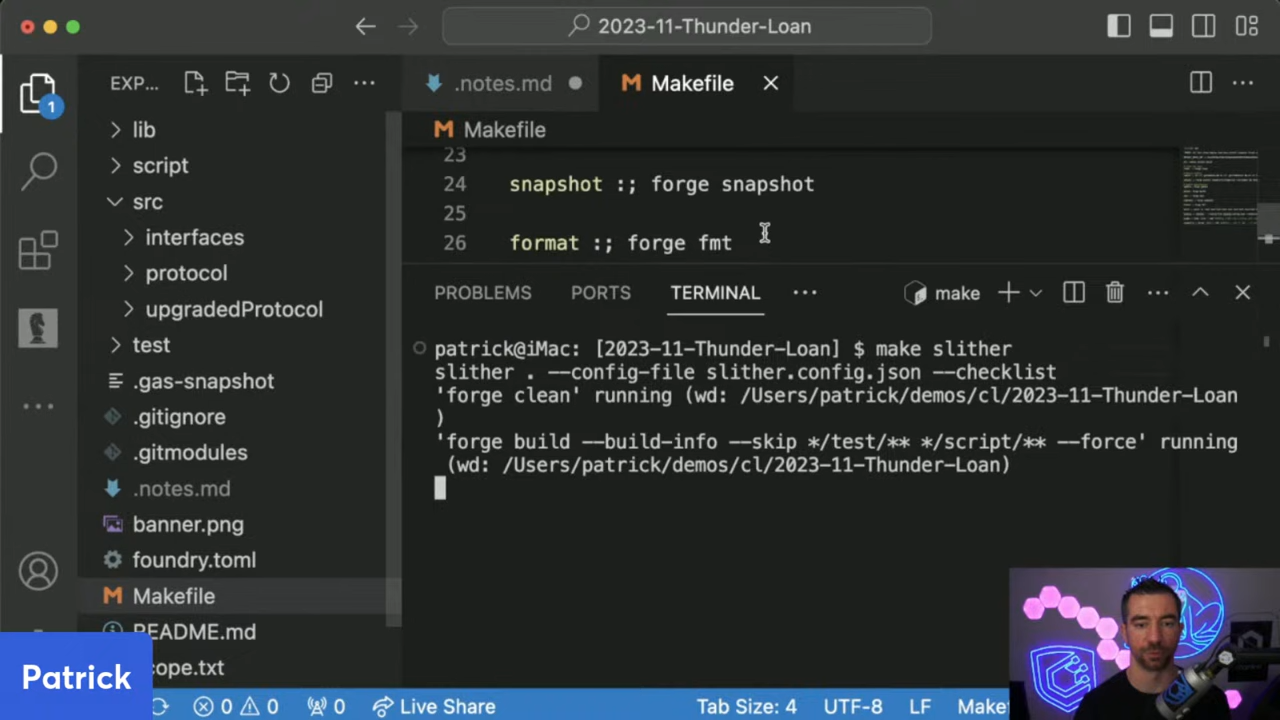 2023-11-Thunder-Loan
EXP...
.notes.md
Makefile
1
lib
script
src
interfaces
protocol
upgradedProtocol
test
.gas-snapshot
.gitignore
.gitmodules
.notes.md
banner.png
foundry.toml
Makefile
README.md
cope.txt
Makefile
23
24 snapshot :; forge snapshot
25
26 format :; forge fmt
PROBLEMS PORTS TERMINAL
make
patrick@iMac: [2023-11-Thunder-Loan] $ make slither
slither . --config-file slither.config.json --checklist
'forge clean' running (wd: /Users/patrick/demos/cl/2023-11-Thunder-Loan
)
'forge build --build-info --skip */test/** */script/** --force' running
(wd: /Users/patrick/demos/cl/2023-11-Thunder-Loan)
Patrick
0 0 0 Live Share Tab Size: 4 UTF-8 LF Make